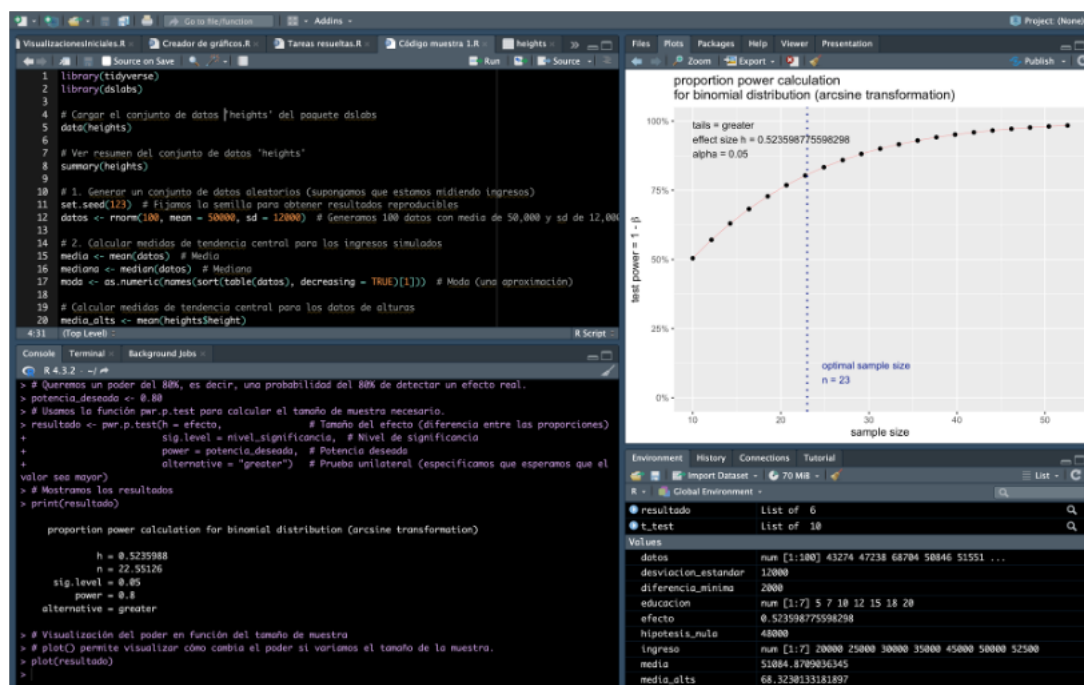 Go to file/function
Addins
Project: (None)
VisualizacionesIniciales.R
Creador de gráficos.R
Tareas resueltas.R
Código muestra 1.R
heights
Source on Save
Run
Source
1 library(tidyverse)
2 library(dslabs)
3
4 # Cargar el conjunto de datos 'heights' del paquete dslabs
5 data(heights)
6
7 # Ver resumen del conjunto de datos 'heights'
8 summary(heights)
9
10 # 1. Generar un conjunto de datos aleatorios (supongamos que estamos midiendo ingresos)
11 set.seed(123) # Fijamos la semilla para obtener resultados reproducibles
12 datos <- rnorm(100, mean = 50000, sd = 12000) # Generamos 100 datos con media de 50,000 y sd de 12,000
13
14 # 2. Calcular medidas de tendencia central para los ingresos simulados
15 media <- mean(datos) # Media
16 mediana <- median(datos) # Mediana
17 moda <- as.numeric(names(sort(table(datos), decreasing = TRUE)[1])) # Moda (una aproximación)
18
19 # Calcular medidas de tendencia central para los datos de alturas
20 media_alts <- mean(heights$height)
4:31 (Top Level)
R Script
Console Terminal Background Jobs
R 4.3.2 · ~/
> # Queremos un poder del 80%, es decir, una probabilidad del 80% de detectar un efecto real.
> potencia_deseada <- 0.80
> # Usamos la función pwr.p.test para calcular el tamaño de muestra necesario.
> resultado <- pwr.p.test(h = efecto, # Tamaño del efecto (diferencia entre las proporciones)
+ sig.level = nivel_significancia, # Nivel de significancia
+ power = potencia_deseada, # Potencia deseada
+ alternative = "greater") # Prueba unilateral (especificamos que esperamos que el
valor sea mayor)
> # Mostramos los resultados
> print(resultado)
proportion power calculation for binomial distribution (arcsine transformation)
h = 0.5235988
n = 22.55126
sig.level = 0.05
power = 0.8
alternative = greater
> # Visualización del poder en función del tamaño de muestra
> # plot() permite visualizar cómo cambia el poder si variamos el tamaño de la muestra.
> plot(resultado)
>
Files Plots Packages Help Viewer Presentation
Zoom Export Publish
proportion power calculation
for binomial distribution (arcsine transformation)
100%
75%
50%
25%
0%
test power = 1 - β
tails = greater
effect size h = 0.523598775598298
alpha = 0.05
optimal sample size
n = 23
10 20 30 40 50
sample size
Environment History Connections Tutorial
Import Dataset 70 MiB List
R Global Environment
resultado List of 6
t_test List of 10
Values
datos num [1:100] 43274 47238 68704 50846 51551 ...
desviacion_estandar 12000
diferencia_minima 2000
educacion num [1:7] 5 7 10 12 15 18 20
efecto 0.523598775598298
hipotesis_nula 48000
ingreso num [1:7] 20000 25000 30000 35000 45000 50000 52500
media 51084.8709036345
media_alts 68.3230133181897